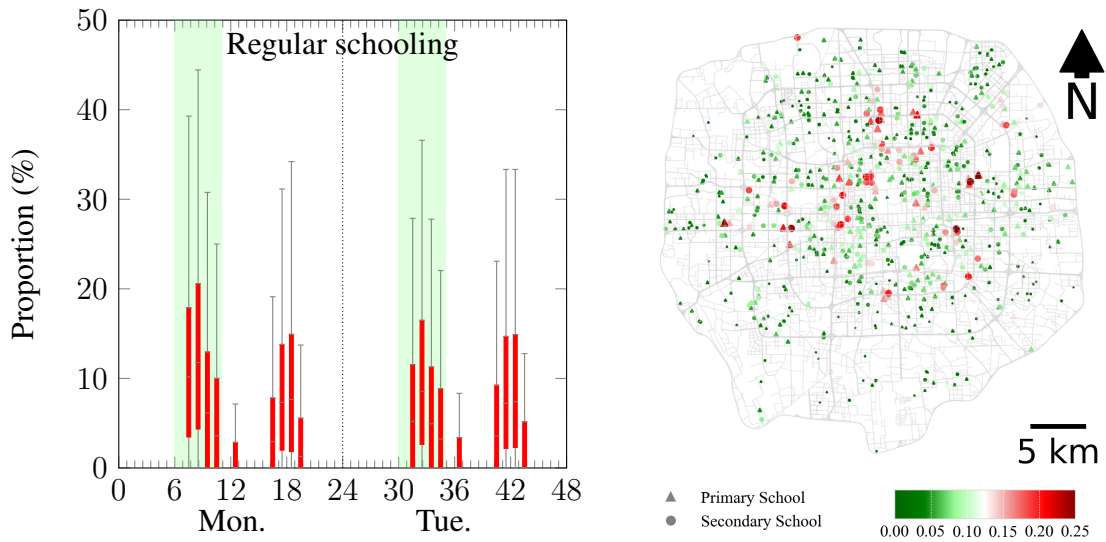 Regular schooling
Proportion (%)
50
40
30
20
10
0
0 6 12 18 24 30 36 42 48
Mon. Tue.
N
5 km
Primary School
Secondary School
0.00 0.05 0.10 0.15 0.20 0.25